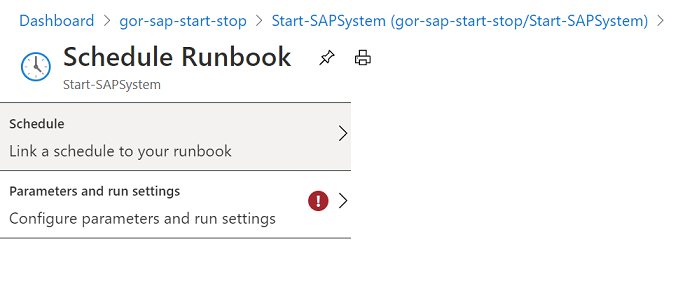 Dashboard > gor-sap-start-stop > Start-SAPSystem (gor-sap-start-stop/Start-SAPSystem) >
Schedule Runbook
Start-SAPSystem
Schedule
Link a schedule to your runbook
Parameters and run settings
Configure parameters and run settings